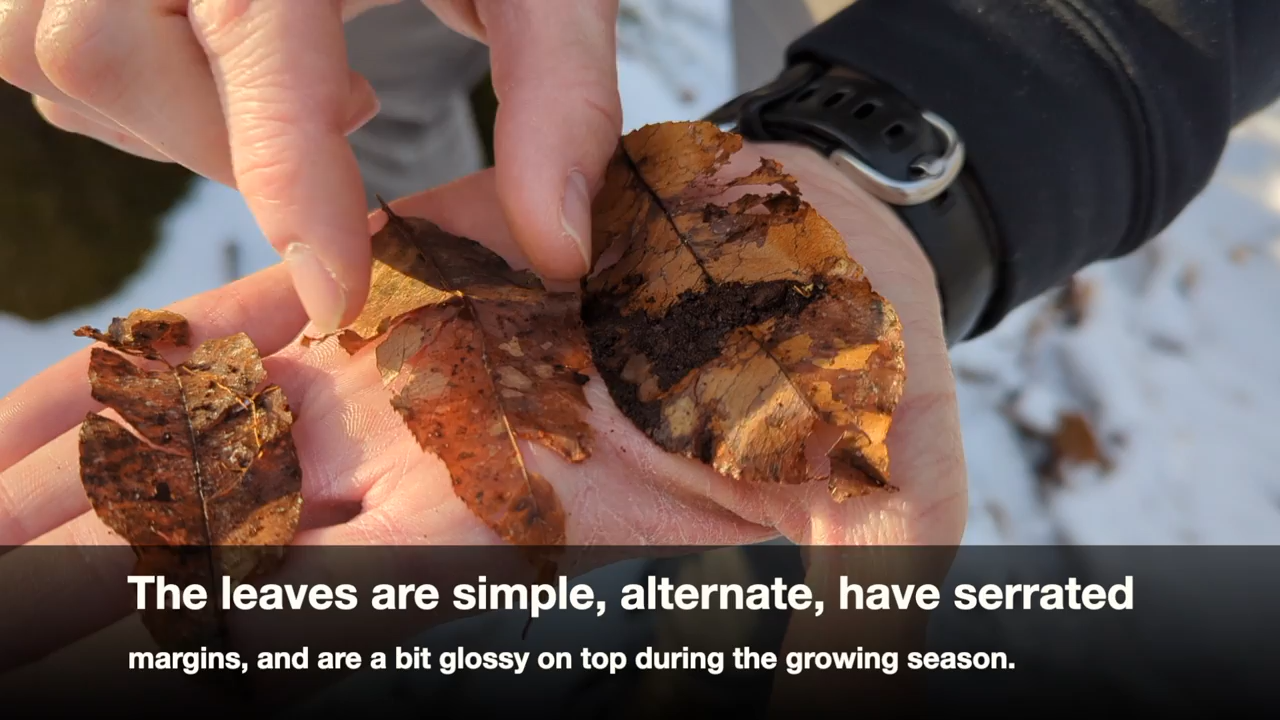 The leaves are simple, alternate, have serrated
margins, and are a bit glossy on top during the growing season.